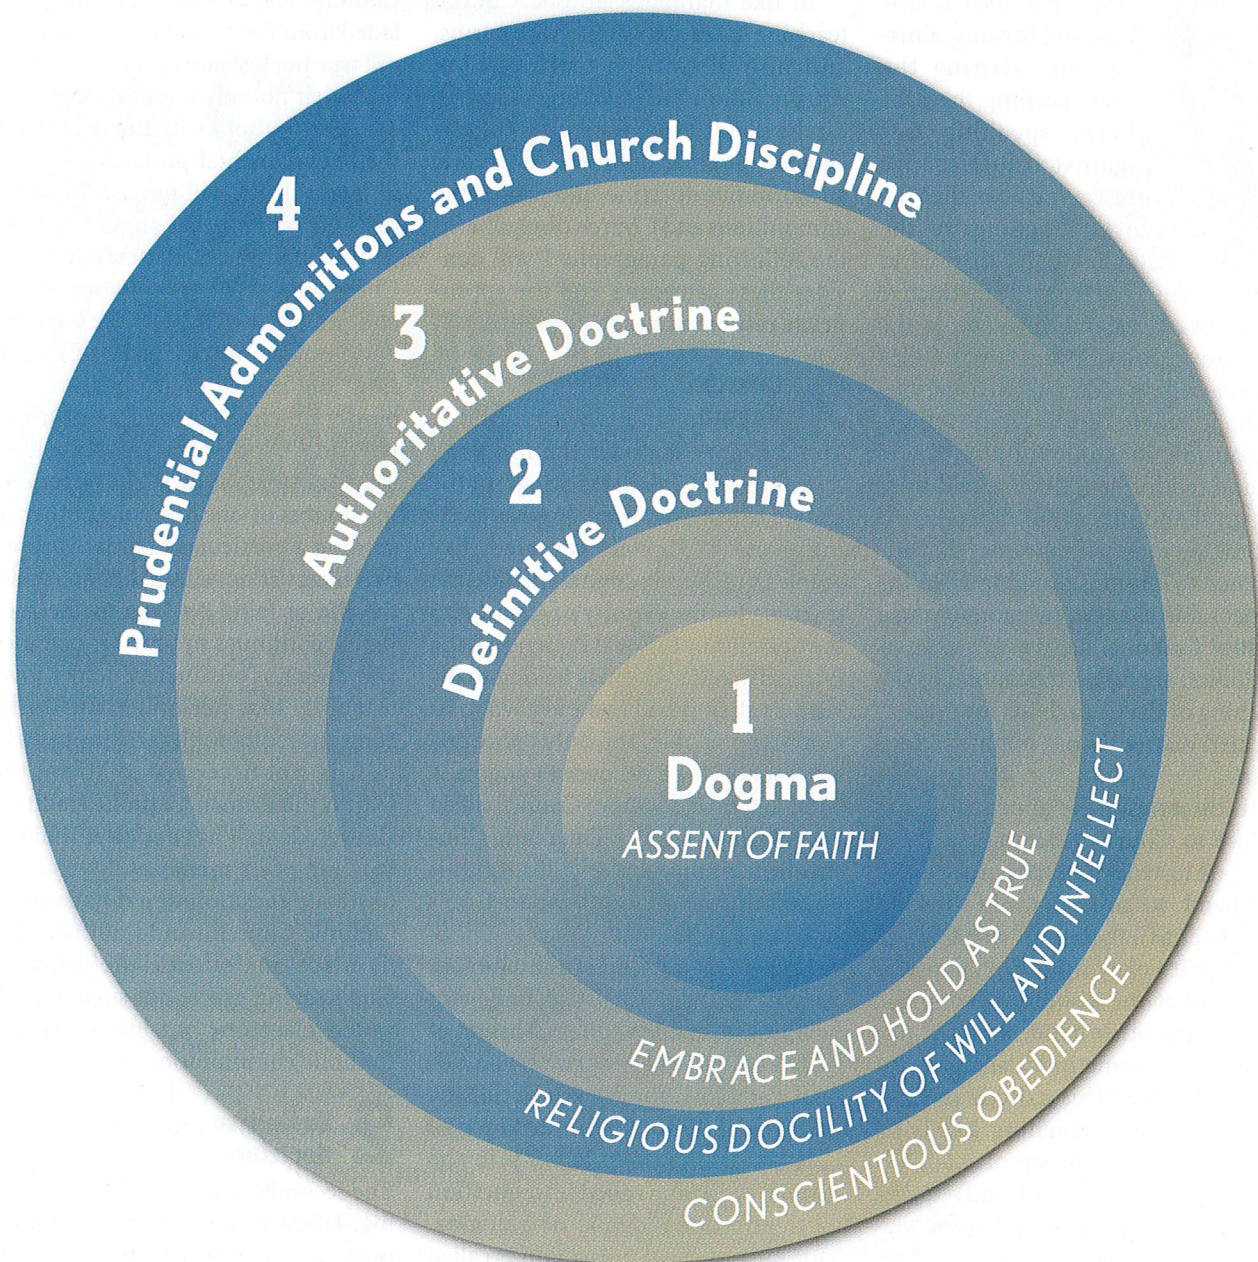 4
Prudential Admonitions and Church Discipline
3
Authoritative Doctrine
2
Definitive Doctrine
1
Dogma
ASSENT OF FAITH
EMBRACE AND HOLD AS TRUE
RELIGIOUS DOCILITY OF WILL AND INTELLECT
CONSCIENTIOUS OBEDIENCE